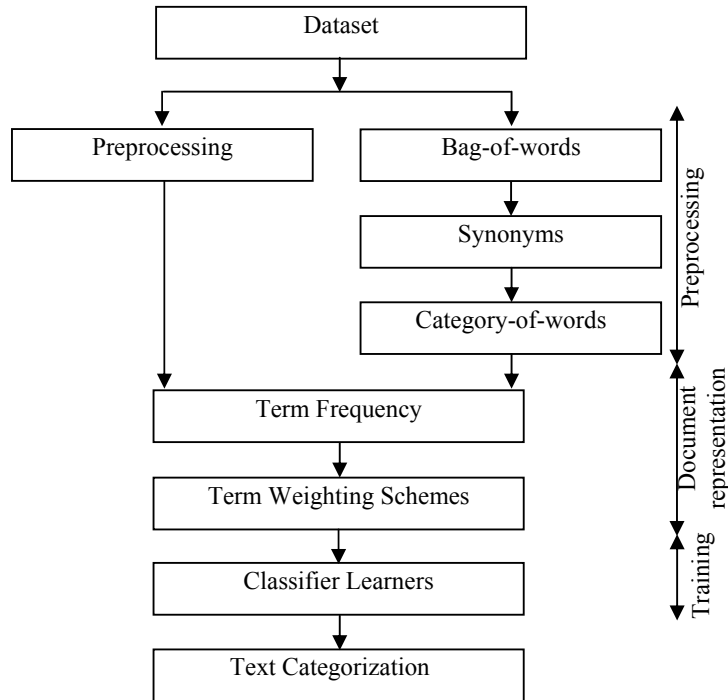 Dataset
Preprocessing
Bag-of-words
Synonyms
Category-of-words
Term Frequency
Term Weighting Schemes
Classifier Learners
Text Categorization
Preprocessing
Document
representation
Training